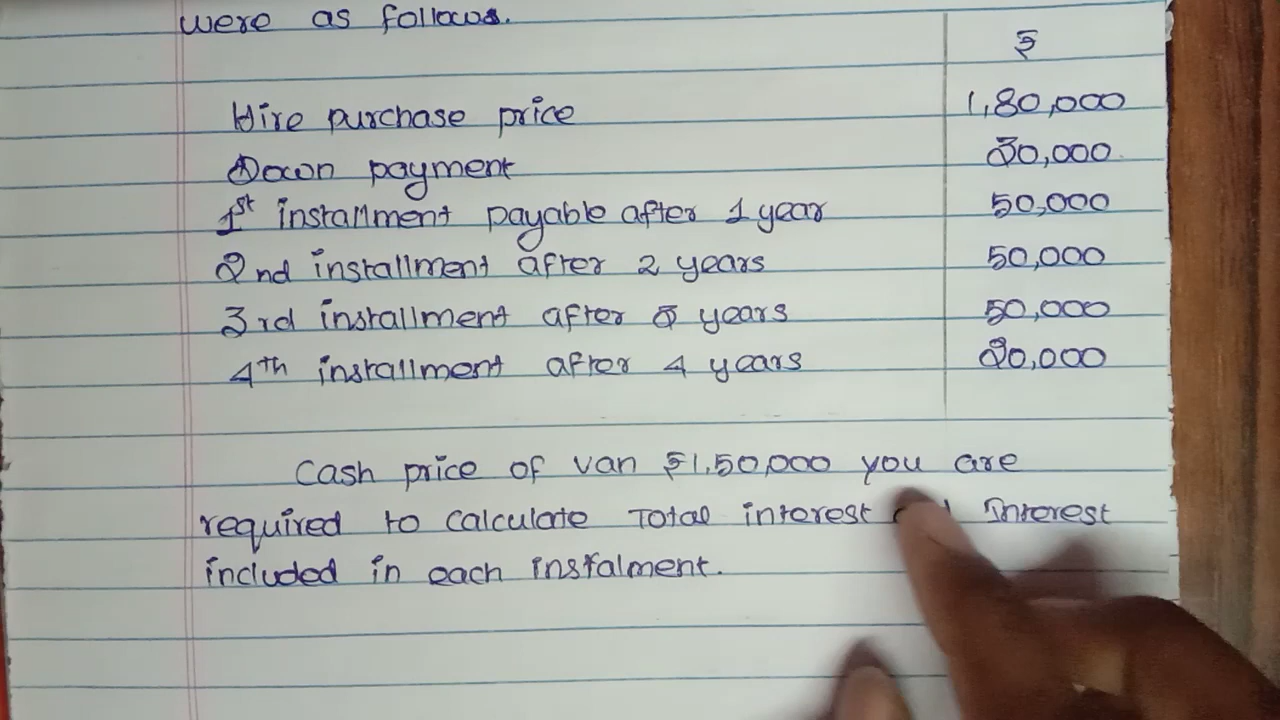 were as follows.
₹
Hire purchase price 1,80,000
Down payment 30,000
1st installment payable after 1 year 50,000
2nd installment after 2 years 50,000
3rd installment after 3 years 50,000
4th installment after 4 years 20,000
Cash price of van ₹1,50,000 you are
required to calculate Total interest Interest
included in each instalment.